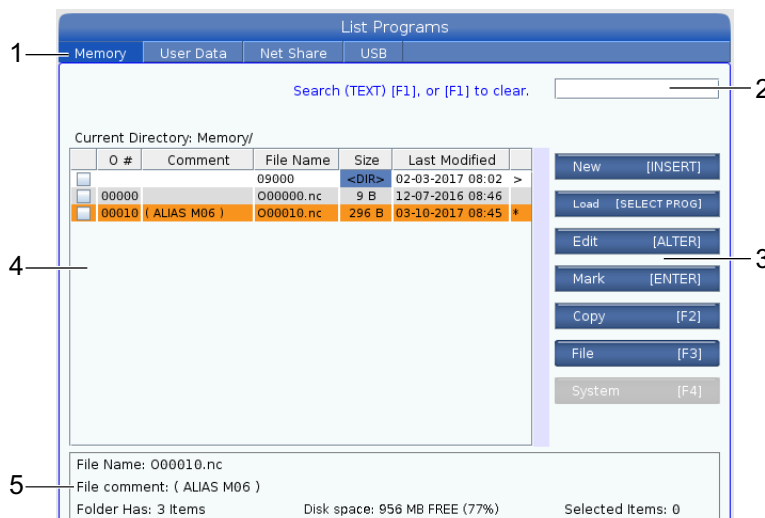 List Programs
1
Memory User Data Net Share USB
Search (TEXT) [F1], or [F1] to clear.
2
Current Directory: Memory/
O # Comment File Name Size Last Modified
09000 <DIR> 02-03-2017 08:02 >
00000 O00000.nc 9 B 12-07-2016 08:46
00010 ( ALIAS M06 ) O00010.nc 296 B 03-10-2017 08:45 *
New [INSERT]
Load [SELECT PROG]
Edit [ALTER]
3
Mark [ENTER]
Copy [F2]
File [F3]
System [F4]
4
File Name: O00010.nc
5
File comment: ( ALIAS M06 )
Folder Has: 3 Items Disk space: 956 MB FREE (77%) Selected Items: 0